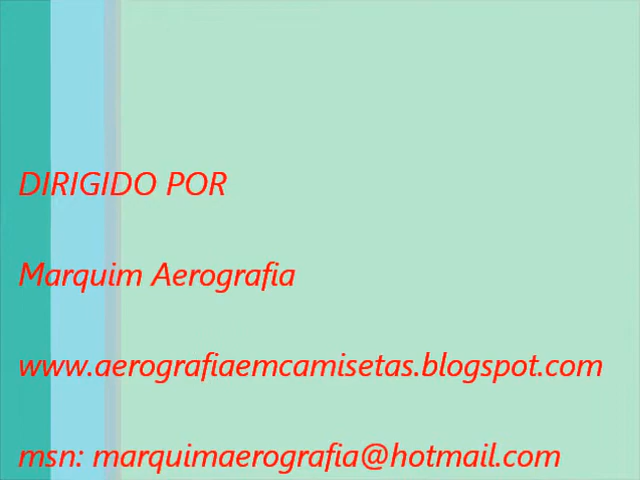 DIRIGIDO POR
Marquim Aerografia
www.aerografiaemcamisetas.blogspot.com
msn: marquimaerografia@hotmail.com